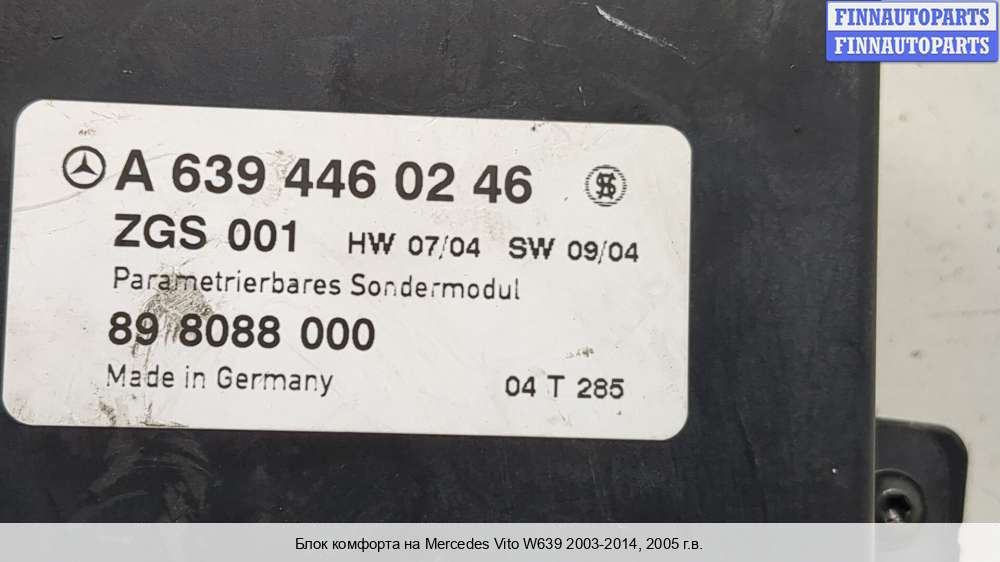 FINNAUTOPARTS
FINNAUTOPARTS
A 639 446 02 46
ZGS 001 HW 07/04 SW 09/04
Parametrierbares Sondermodul
89 8088 000
Made in Germany 04 T 285
Блок комфорта на Mercedes Vito W639 2003-2014, 2005 г.в.